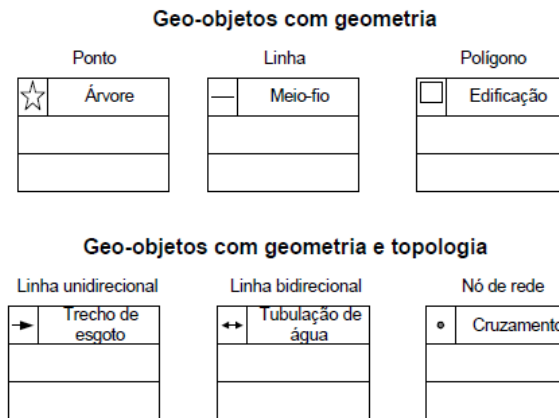 Geo-objetos com geometria
Ponto Linha Polígono
Árvore Meio-fio Edificação
Geo-objetos com geometria e topologia
Linha unidirecional Linha bidirecional Nó de rede
Trecho de esgoto Tubulação de água Cruzamento